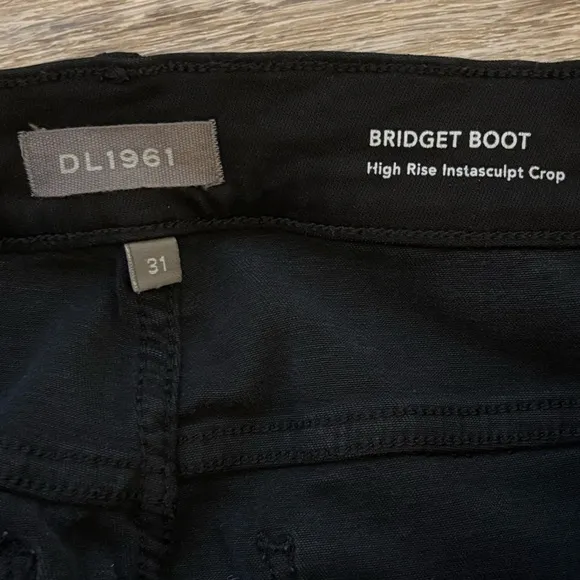 DL1961
BRIDGET BOOT
High Rise Instasculpt Crop
31